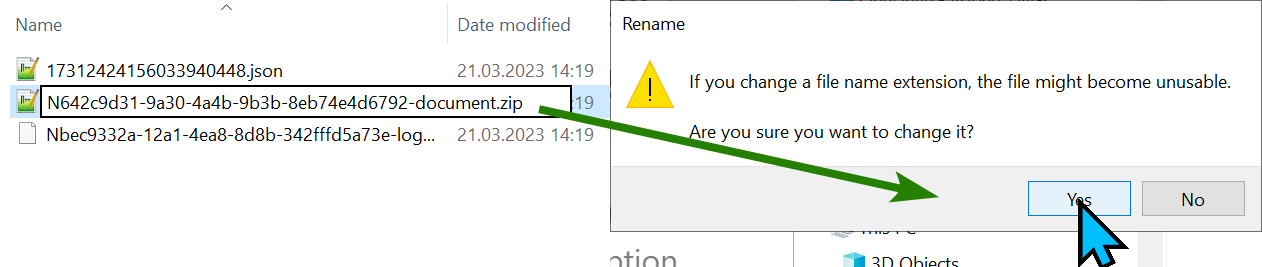 Name
Date modified
17312424156033940448.json
21.03.2023 14:19
N642c9d31-9a30-4a4b-9b3b-8eb74e4d6792-document.zip
:19
Nbec9332a-12a1-4ea8-8d8b-342fffd5a73e-log...
21.03.2023 14:19
Rename
If you change a file name extension, the file might become unusable.
Are you sure you want to change it?
Yes
No
3D Objects